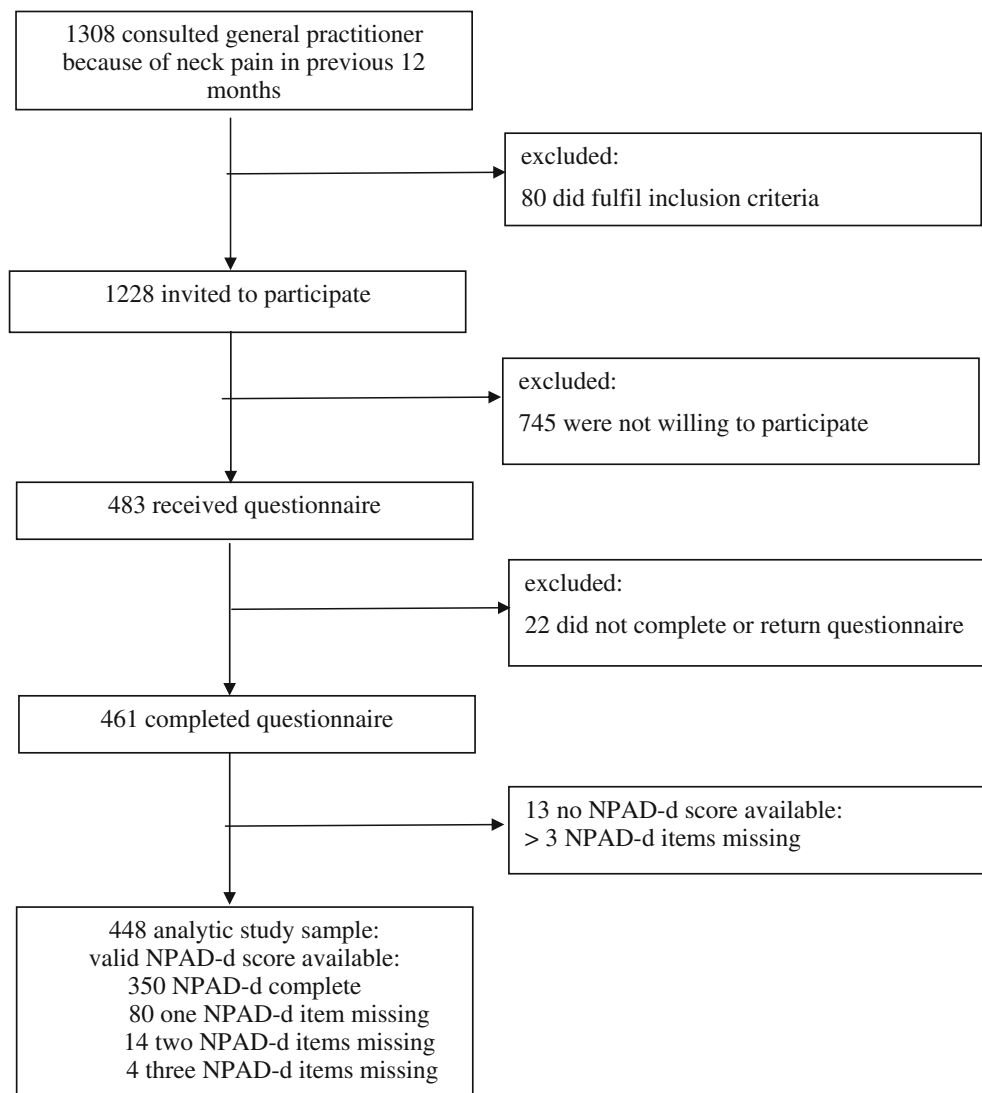 1308 consulted general practitioner
because of neck pain in previous 12
months
excluded:
80 did fulfil inclusion criteria
1228 invited to participate
excluded:
745 were not willing to participate
483 received questionnaire
excluded:
22 did not complete or return questionnaire
461 completed questionnaire
13 no NPAD-d score available:
> 3 NPAD-d items missing
448 analytic study sample:
valid NPAD-d score available:
350 NPAD-d complete
80 one NPAD-d item missing
14 two NPAD-d items missing
4 three NPAD-d items missing